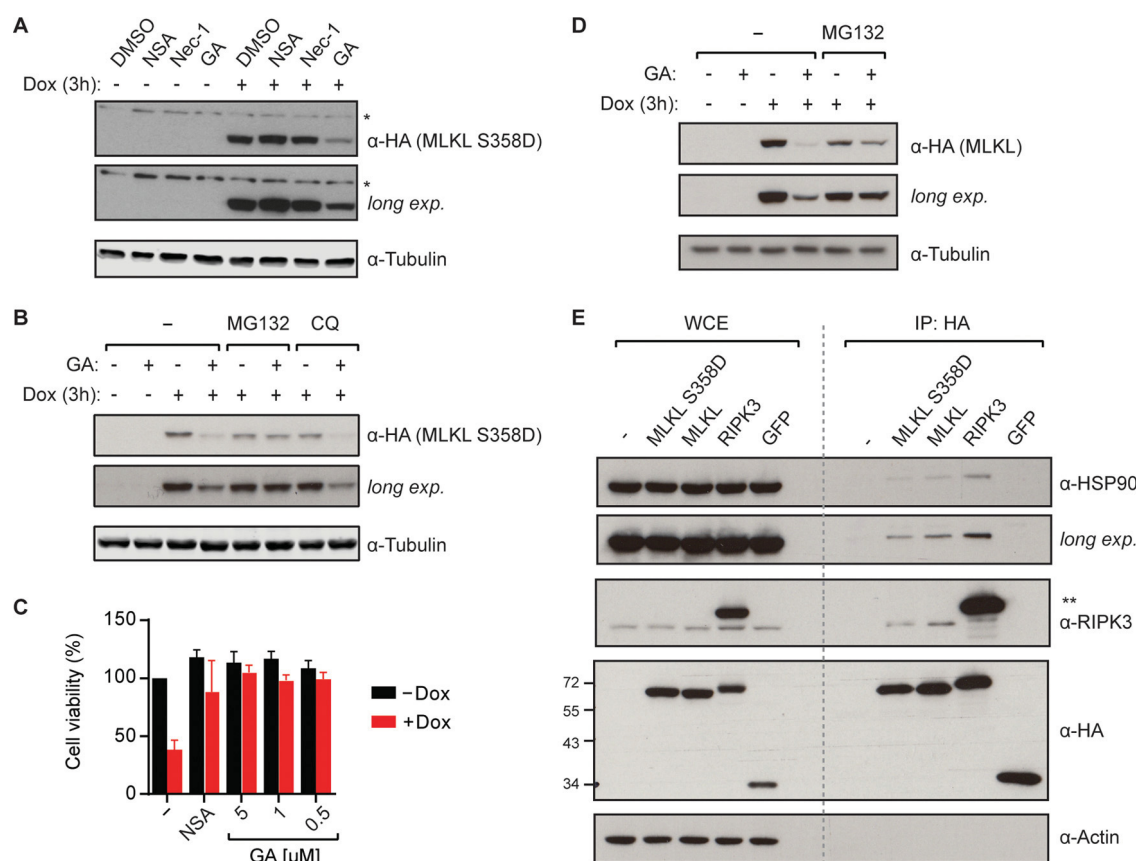 A
DMSO NSA Nec-1 GA DMSO NSA Nec-1 GA
Dox (3h): - - - - + + + +
*
α-HA (MLKL S358D)
*
long exp.
α-Tubulin
B
– MG132 CQ
GA: - + - + - + - +
Dox (3h): - - + + + + + +
α-HA (MLKL S358D)
long exp.
α-Tubulin
C
Cell viability (%)
150
100
50
0
– NSA 5 1 0.5
GA [µM]
–Dox
+Dox
D
– MG132
GA: - + - + - +
Dox (3h): - - + + + +
α-HA (MLKL)
long exp.
α-Tubulin
E
WCE IP: HA
- MLKL S358D MLKL RIPK3 GFP - MLKL S358D MLKL RIPK3 GFP
α-HSP90
long exp.
**
α-RIPK3
72
55
43
34
α-HA
α-Actin